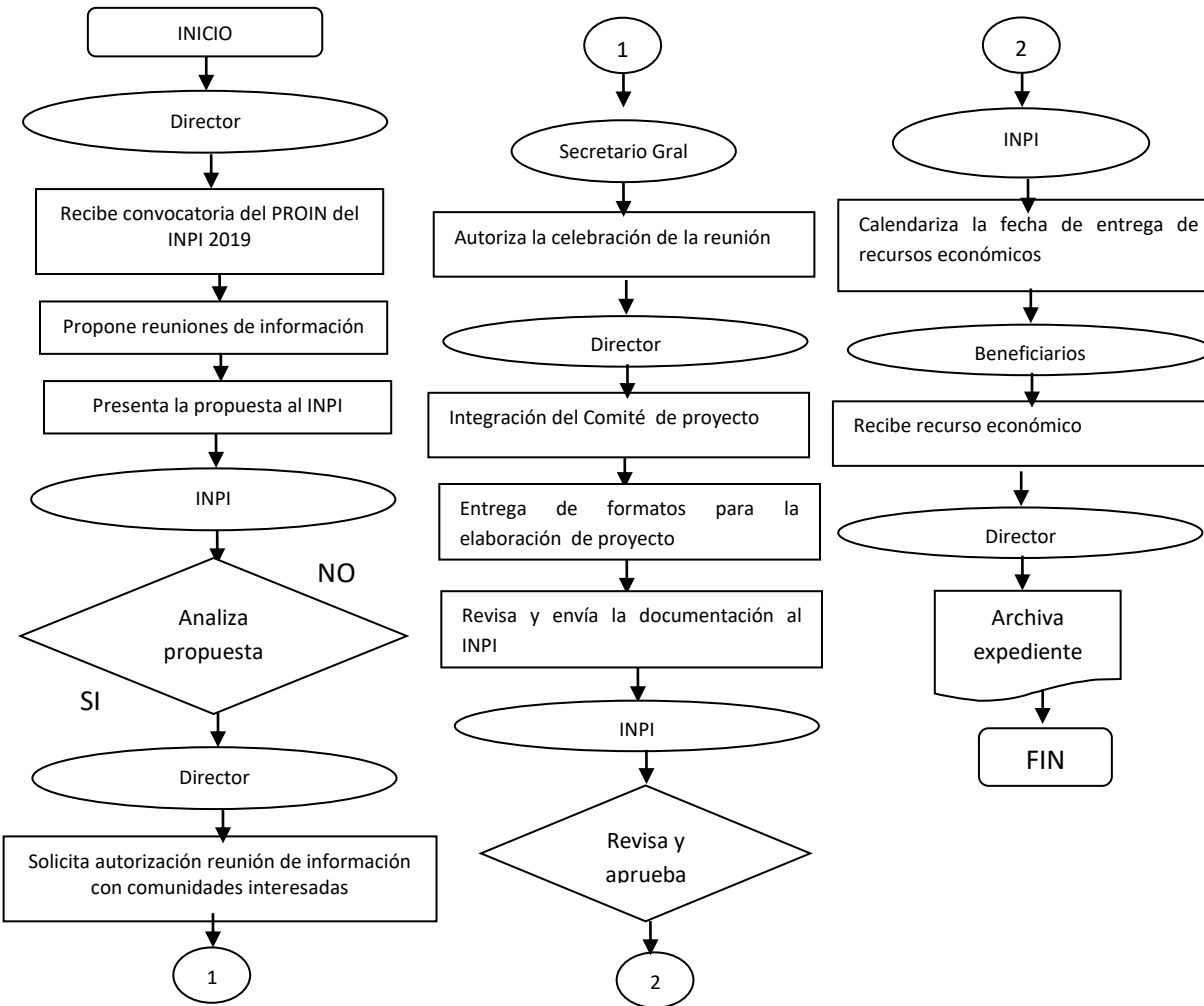 INICIO
Director
Recibe convocatoria del PROIN del
INPI 2019
Propone reuniones de información
Presenta la propuesta al INPI
INPI
NO
Analiza
propuesta
SI
Director
Solicita autorización reunión de información
con comunidades interesadas
1
1
Secretario Gral
Autoriza la celebración de la reunión
Director
Integración del Comité de proyecto
Entrega de formatos para la
elaboración de proyecto
Revisa y envía la documentación al
INPI
INPI
Revisa y
aprueba
2
2
INPI
Calendariza la fecha de entrega de
recursos económicos
Beneficiarios
Recibe recurso económico
Director
Archiva
expediente
FIN